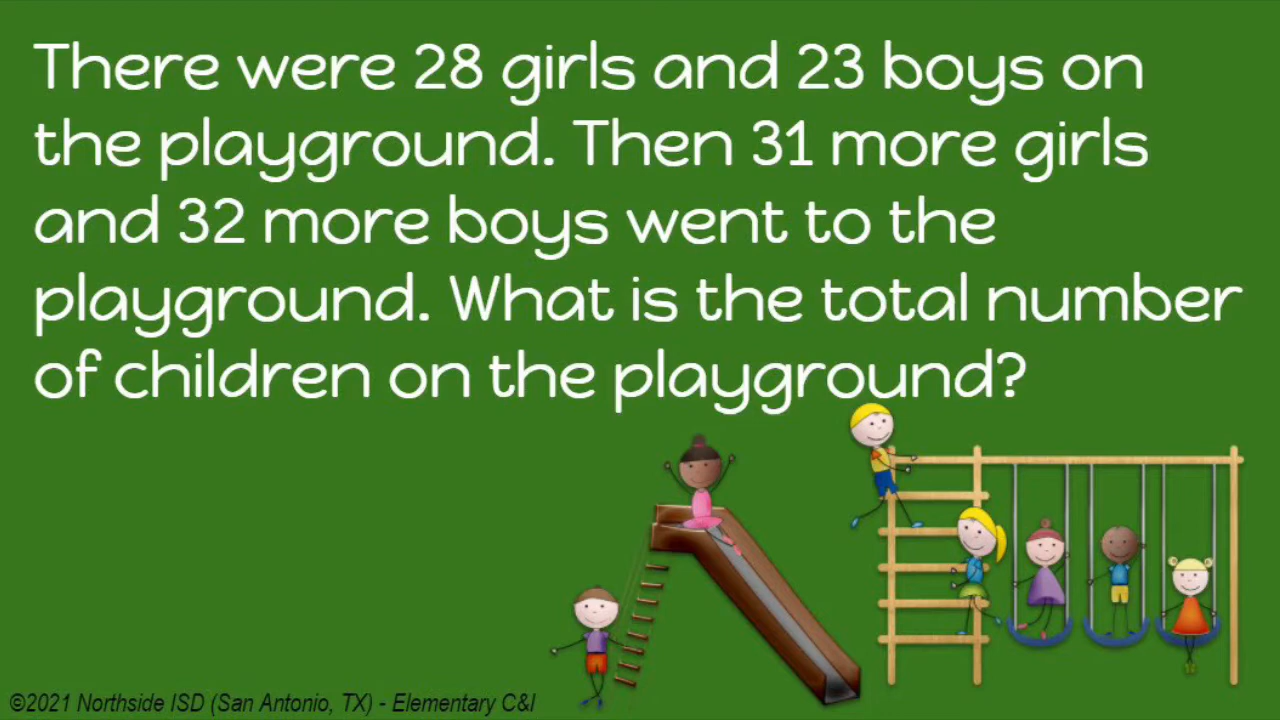 There were 28 girls and 23 boys on
the playground. Then 31 more girls
and 32 more boys went to the
playground. What is the total number
of children on the playground?
©2021 Northside ISD (San Antonio, TX) - Elementary C&I